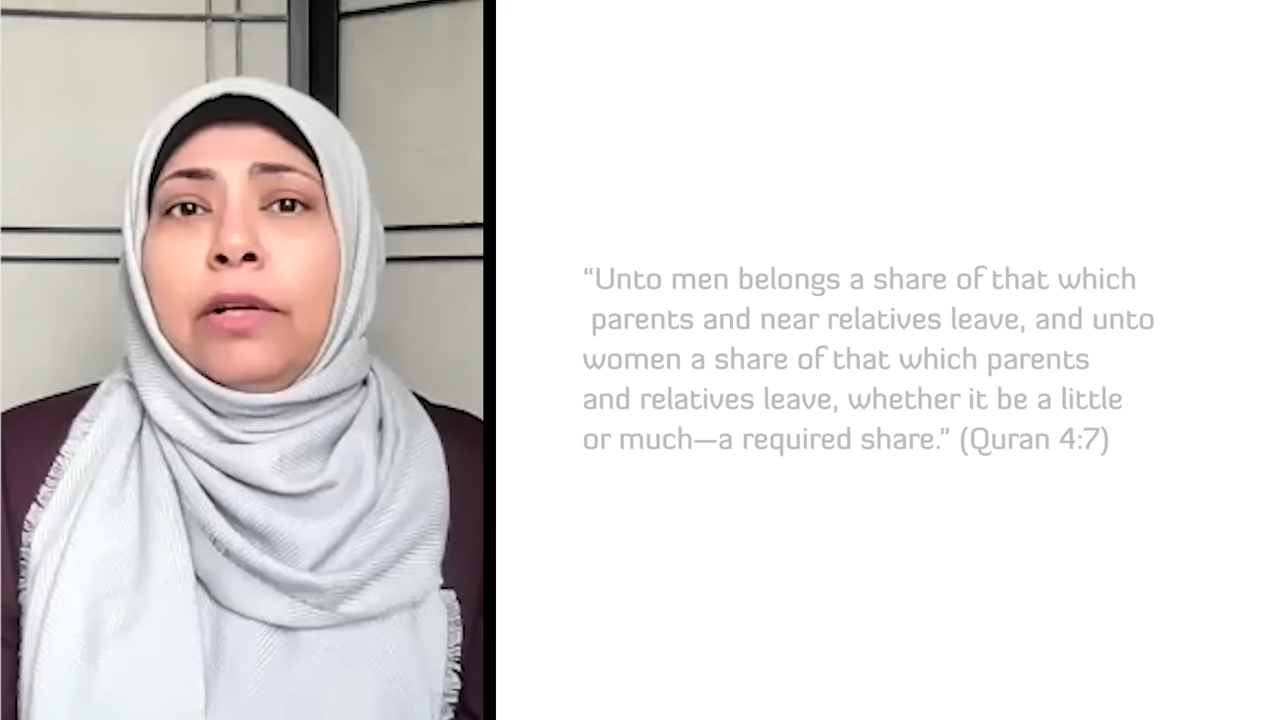 “Unto men belongs a share of that which
parents and near relatives leave, and unto
women a share of that which parents
and relatives leave, whether it be a little
or much—a required share.” (Quran 4:7)